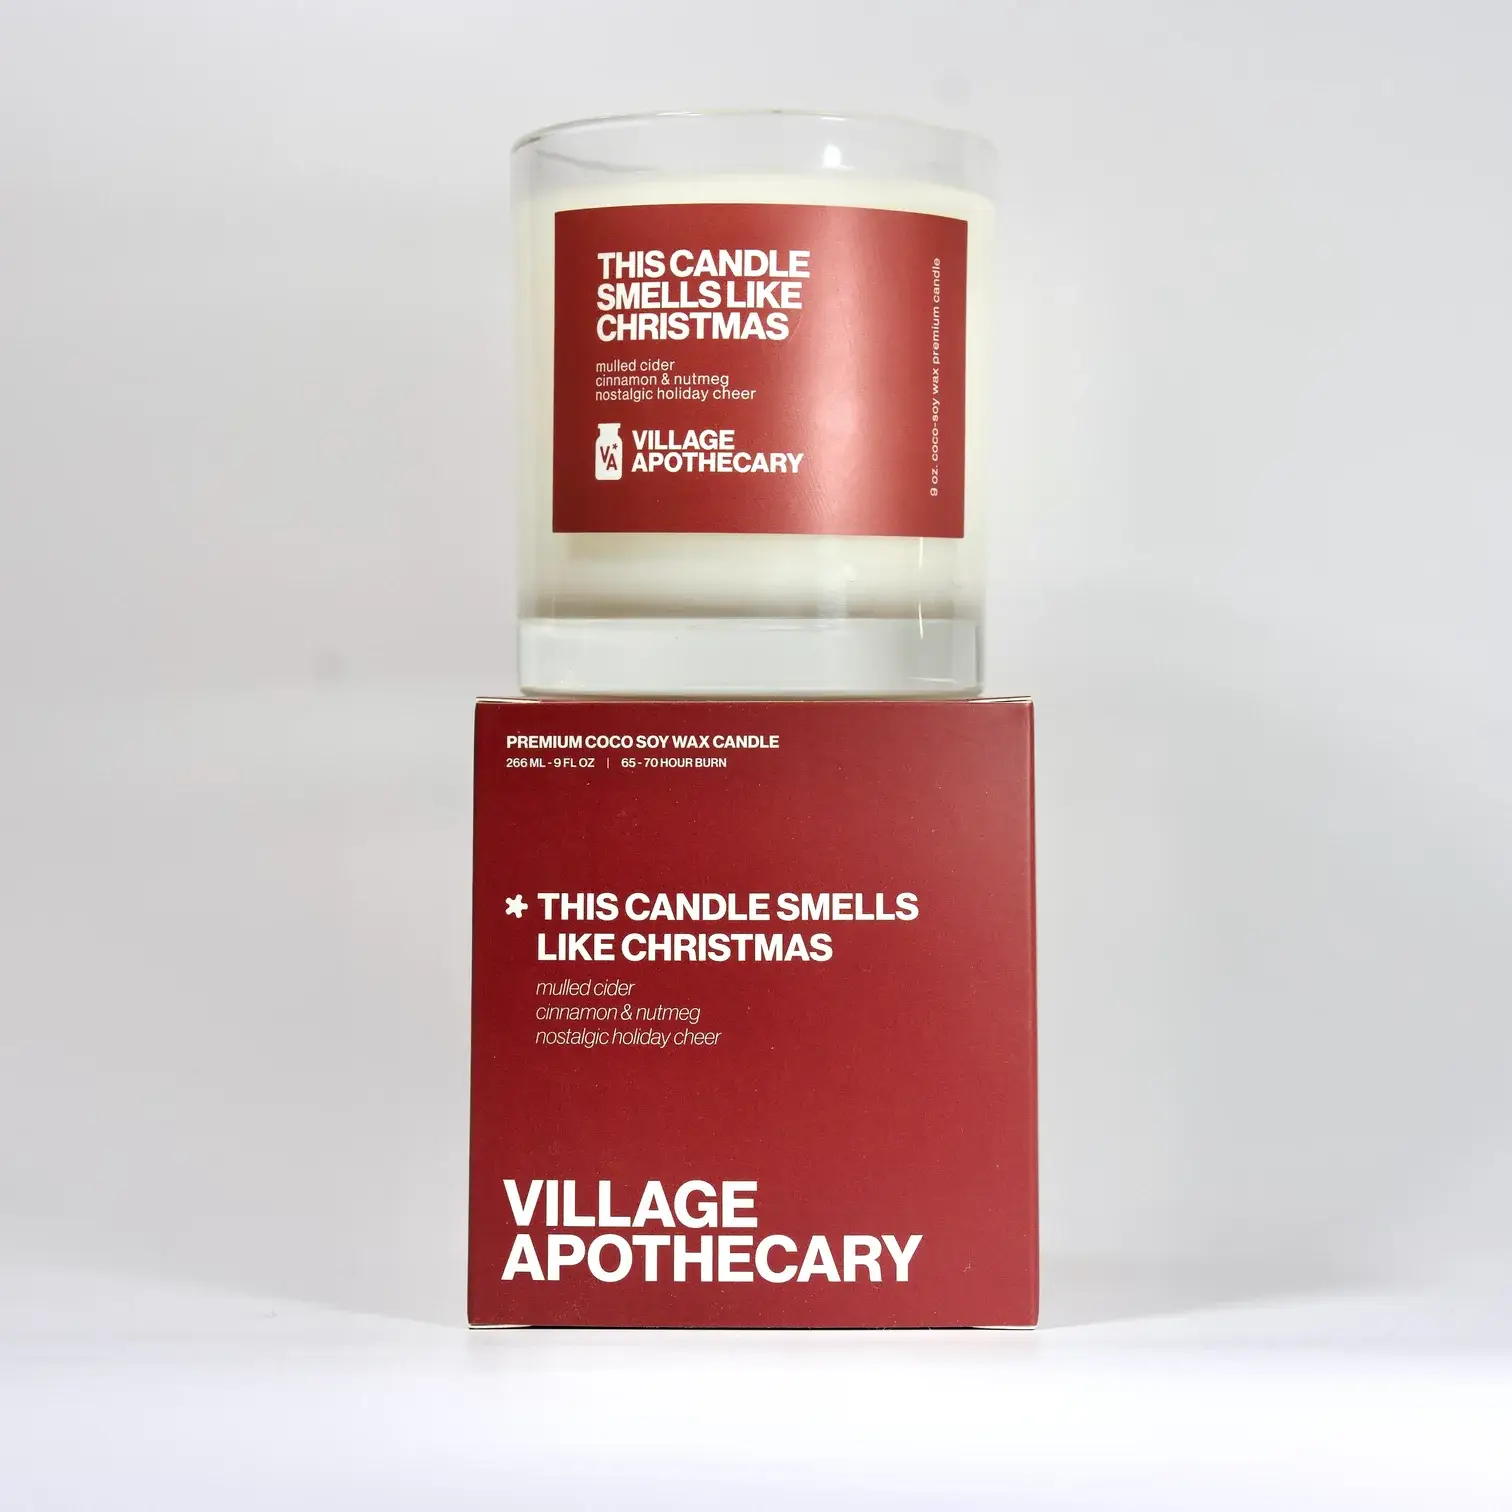 THIS CANDLE
SMELLS LIKE
CHRISTMAS
mulled cider
cinnamon & nutmeg
nostalgic holiday cheer
VA*
VILLAGE
APOTHECARY
9 oz. coco-soy wax premium candle
PREMIUM COCO SOY WAX CANDLE
266 ML - 9 FL OZ | 65 - 70 HOUR BURN
* THIS CANDLE SMELLS
LIKE CHRISTMAS
mulled cider
cinnamon & nutmeg
nostalgic holiday cheer
VILLAGE
APOTHECARY